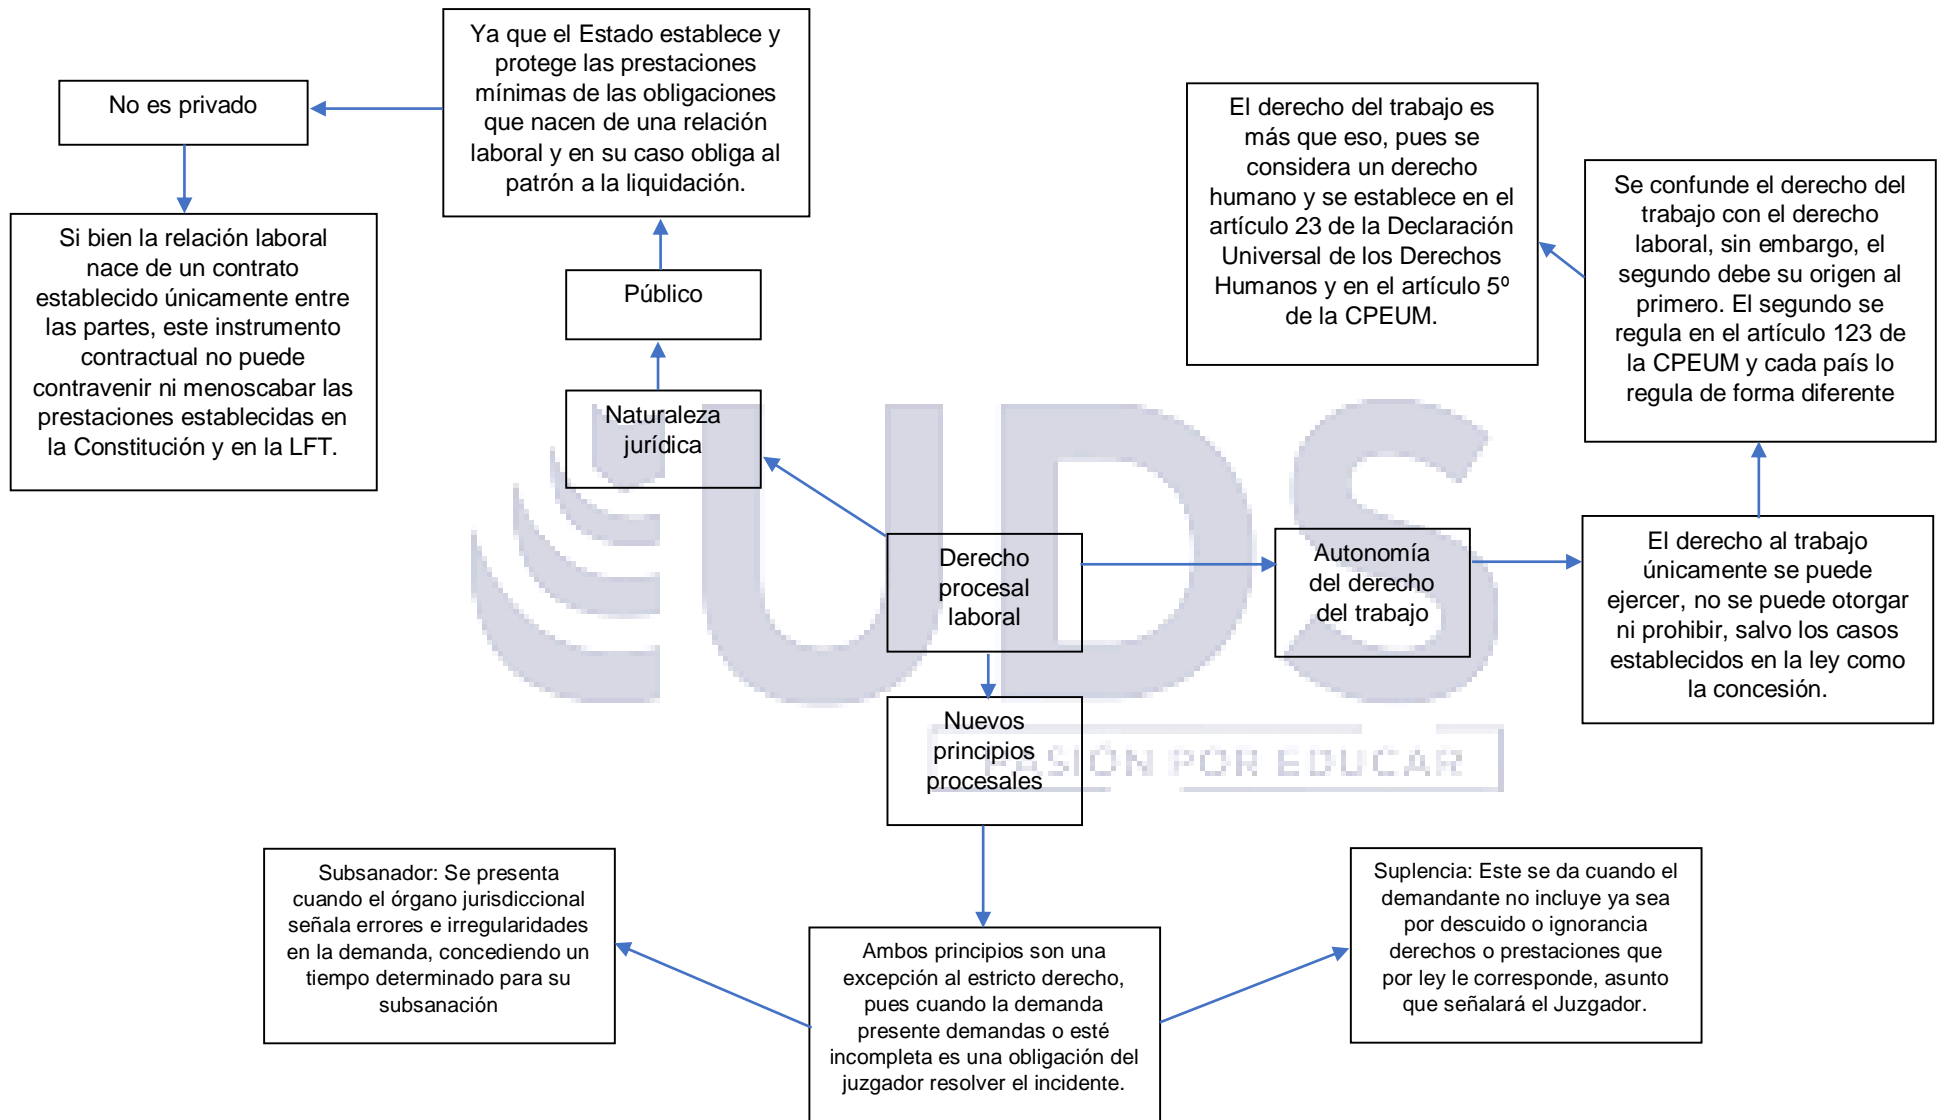 Ya que el Estado establece y
protege las prestaciones
mínimas de las obligaciones
que nacen de una relación
laboral y en su caso obliga al
patrón a la liquidación.
No es privado
Si bien la relación laboral
nace de un contrato
establecido únicamente entre
las partes, este instrumento
contractual no puede
contravenir ni menoscabar las
prestaciones establecidas en
la Constitución y en la LFT.
Público
Naturaleza
jurídica
El derecho del trabajo es
más que eso, pues se
considera un derecho
humano y se establece en el
artículo 23 de la Declaración
Universal de los Derechos
Humanos y en el artículo 5º
de la CPEUM.
Se confunde el derecho del
trabajo con el derecho
laboral, sin embargo, el
segundo debe su origen al
primero. El segundo se
regula en el artículo 123 de
la CPEUM y cada país lo
regula de forma diferente
Derecho
procesal
laboral
Autonomía
del derecho
del trabajo
El derecho al trabajo
únicamente se puede
ejercer, no se puede otorgar
ni prohibir, salvo los casos
establecidos en la ley como
la concesión.
UDS
PASIÓN POR EDUCAR
Nuevos
principios
procesales
Subsanador: Se presenta
cuando el órgano jurisdiccional
señala errores e irregularidades
en la demanda, concediendo un
tiempo determinado para su
subsanación
Ambos principios son una
excepción al estricto derecho,
pues cuando la demanda
presente demandas o esté
incompleta es una obligación del
juzgador resolver el incidente.
Suplencia: Este se da cuando el
demandante no incluye ya sea
por descuido o ignorancia
derechos o prestaciones que
por ley le corresponde, asunto
que señalará el Juzgador.